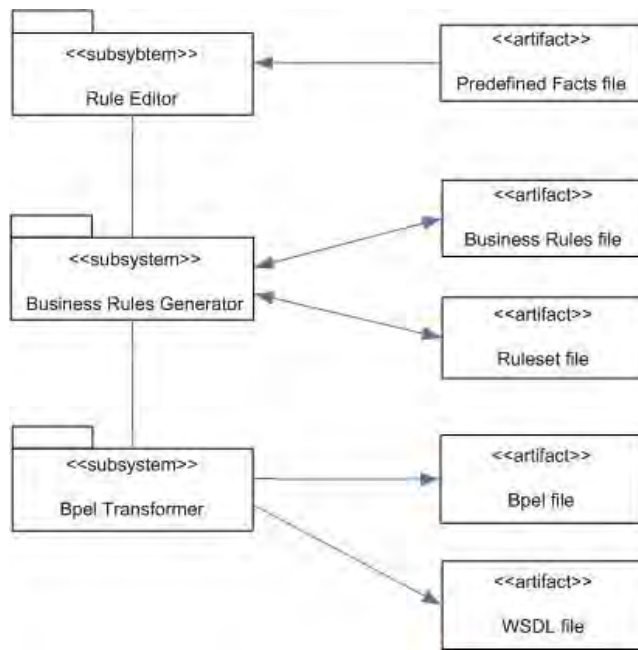 <<subsybtem>>
Rule Editor
<<artifact>>
Predefined Facts file
<<artifact>>
Business Rules file
<<subsystem>>
Business Rules Generator
<<artifact>>
Ruleset file
<<subsystem>>
Bpel Transformer
<<artifact>>
Bpel file
<<artifact>>
WSDL file